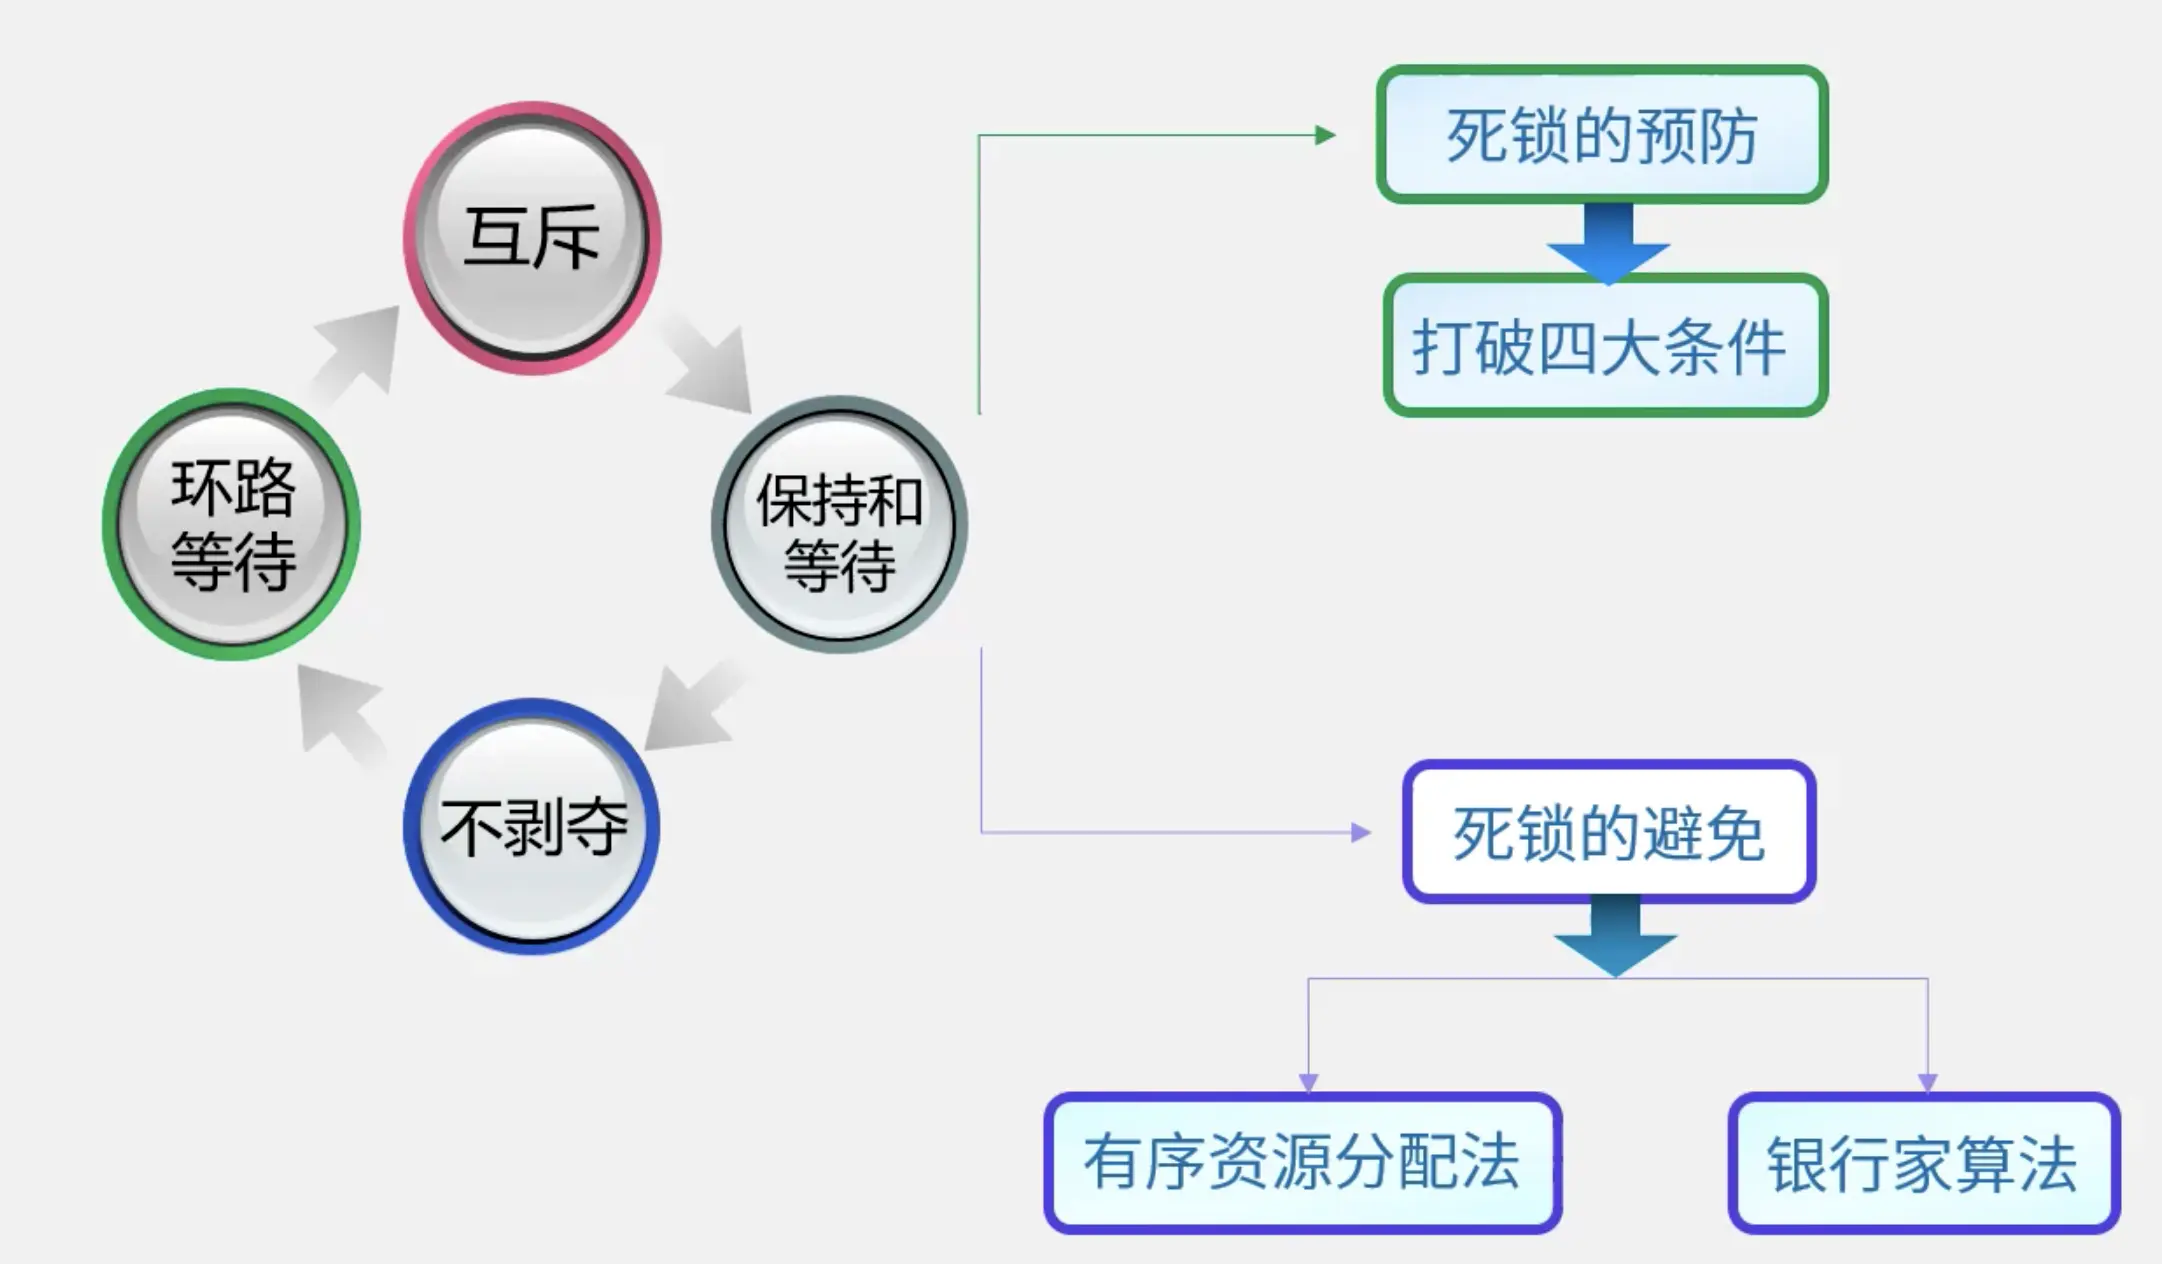 互斥
保持和
等待
不剥夺
环路
等待
死锁的预防
打破四大条件
死锁的避免
有序资源分配法
银行家算法